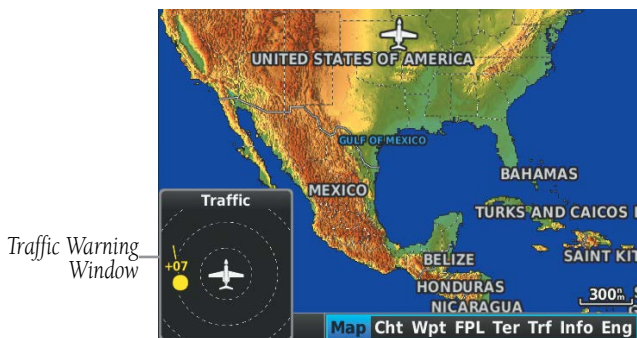 UNITED STATES OF AMERICA
GULF OF MEXICO
BAHAMAS
MEXICO
TURKS AND CAICOS
Traffic
Traffic Warning
Window
+07
BELIZE
SAINT KIT
HONDURAS
300nm
NICARAGUA
Map Cht Wpt FPL Ter Trf Info Eng